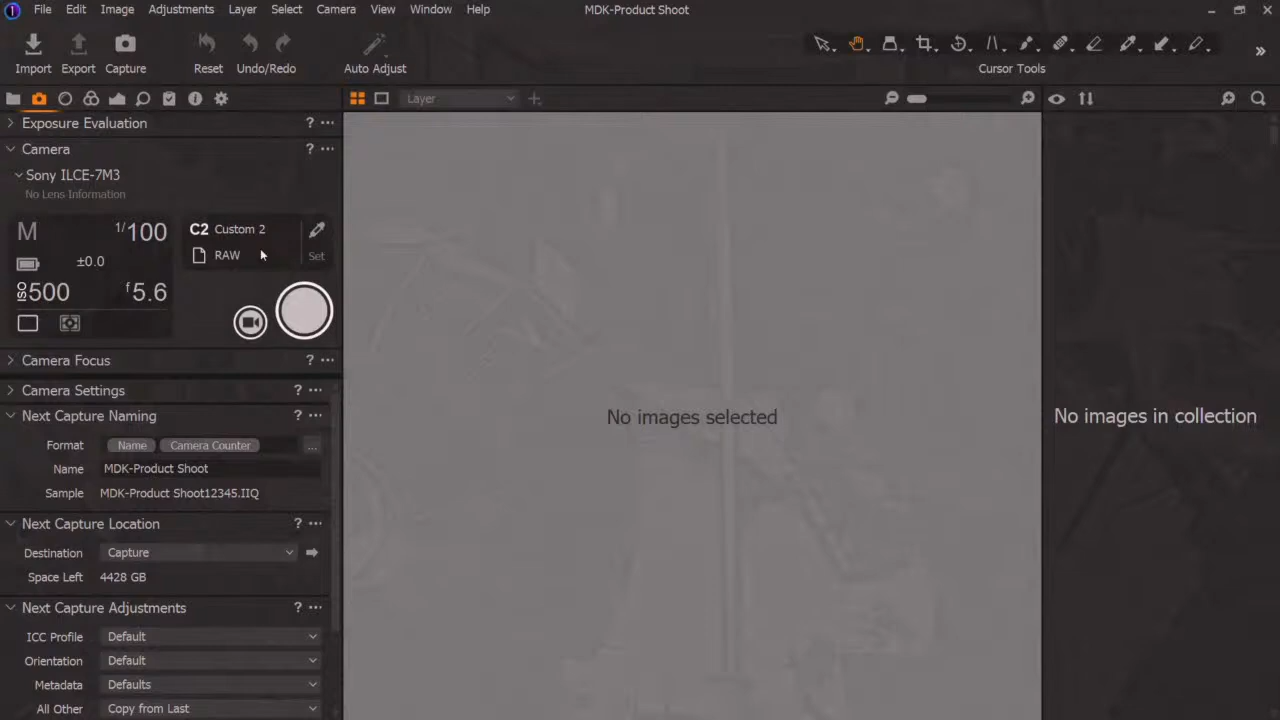 File Edit Image Adjustments Layer Select Camera View Window Help MDK-Product Shoot
Import Export Capture Reset Undo/Redo Auto Adjust Cursor Tools
Layer
Exposure Evaluation ? ...
Camera ? ...
Sony ILCE-7M3
No Lens Information
M 1/100 C2 Custom 2
RAW Set
±0.0
ISO 500 f5.6
Camera Focus ? ...
Camera Settings ? ...
Next Capture Naming ? ...
Format Name Camera Counter ...
Name MDK-Product Shoot
Sample MDK-Product Shoot12345.IIQ
Next Capture Location ? ...
Destination Capture
Space Left 4428 GB
Next Capture Adjustments ? ...
ICC Profile Default
Orientation Default
Metadata Defaults
All Other Copy from Last
No images selected
No images in collection